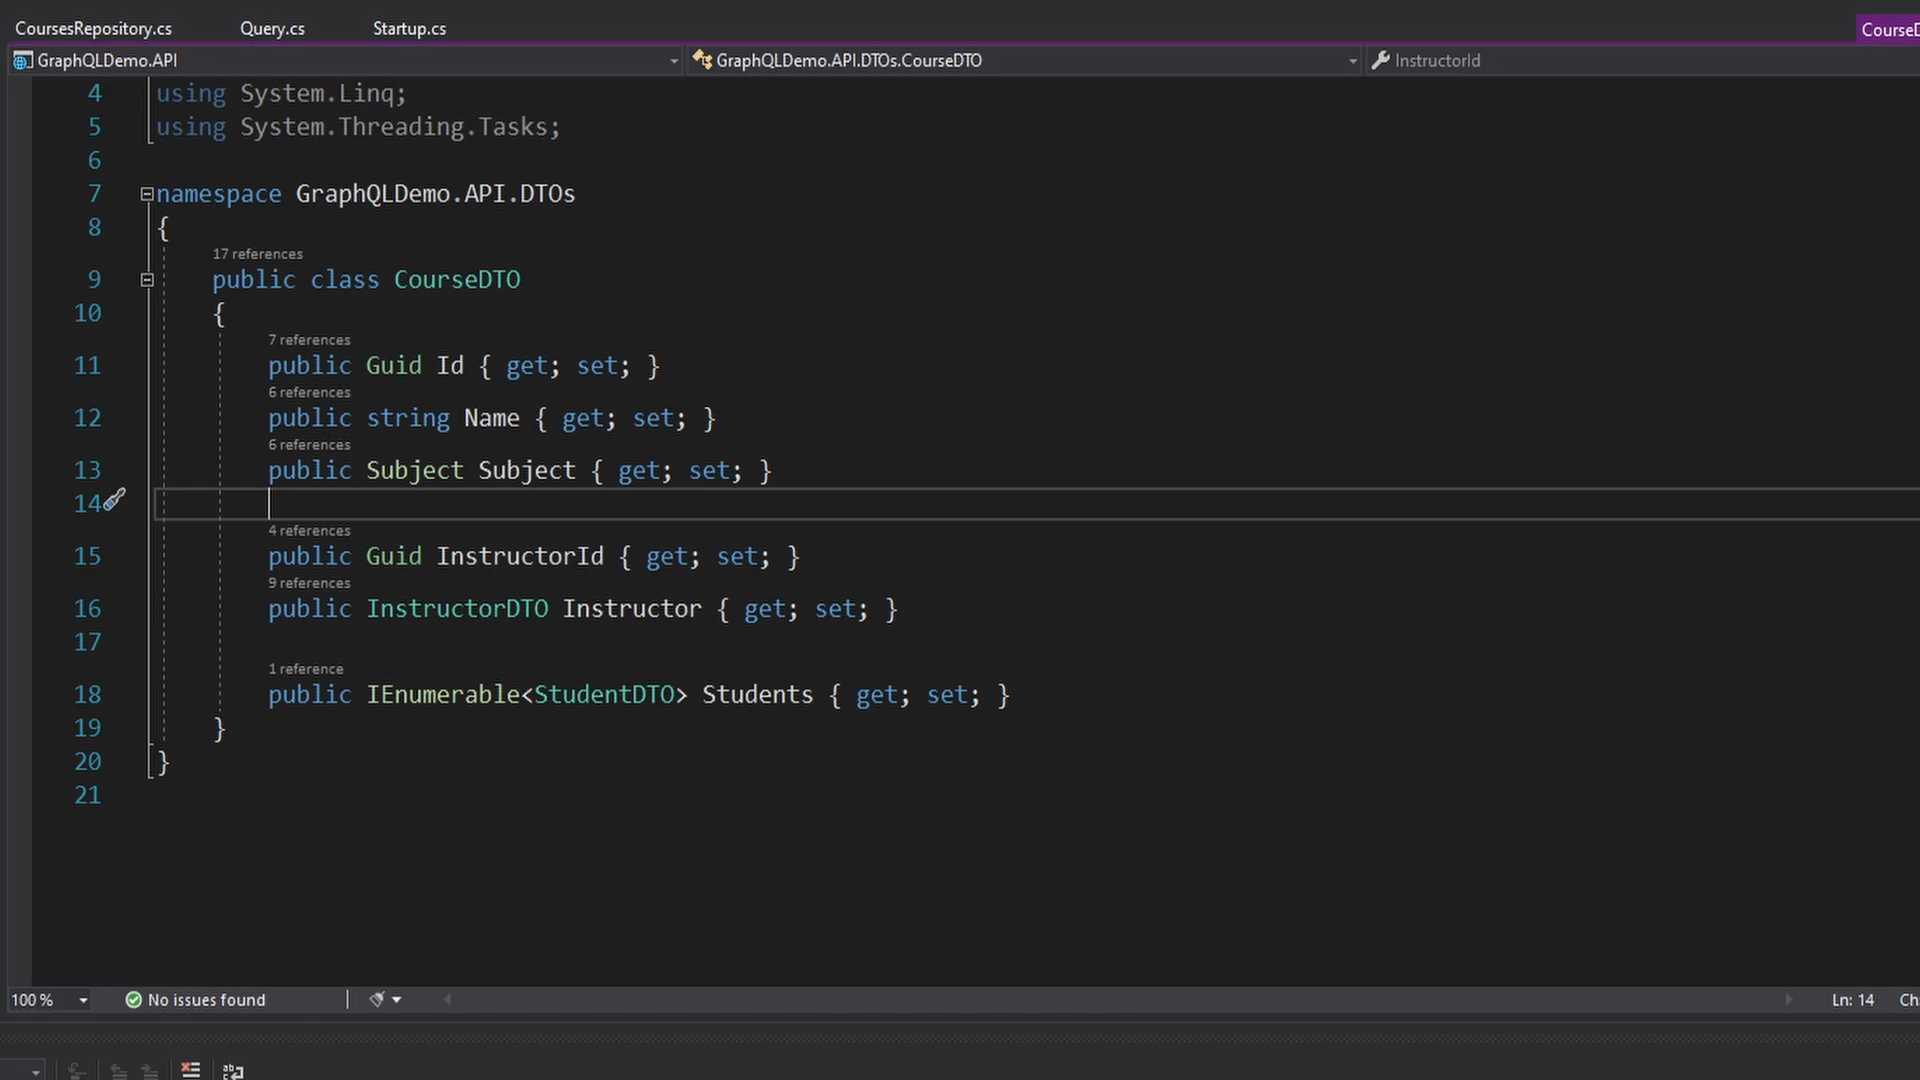 CoursesRepository.cs Query.cs Startup.cs CourseD
GraphQLDemo.API GraphQLDemo.API.DTOs.CourseDTO InstructorId
4 using System.Linq;
5 using System.Threading.Tasks;
6
7 namespace GraphQLDemo.API.DTOs
8 {
17 references
9 public class CourseDTO
10 {
7 references
11 public Guid Id { get; set; }
6 references
12 public string Name { get; set; }
6 references
13 public Subject Subject { get; set; }
14
4 references
15 public Guid InstructorId { get; set; }
9 references
16 public InstructorDTO Instructor { get; set; }
17
1 reference
18 public IEnumerable<StudentDTO> Students { get; set; }
19 }
20 }
21
100 % No issues found Ln: 14 Ch